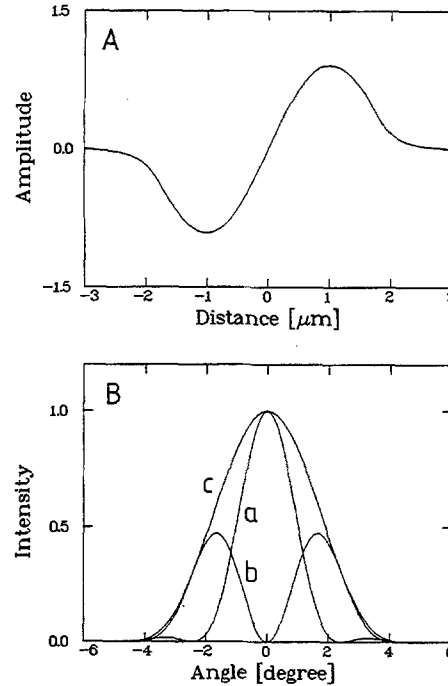 A
1.5
0.0
-1.5
Amplitude
-3 -2 -1 0 1 2
Distance [μm]
B
1.0
0.5
0.0
Intensity
c
a
b
-6 -4 -2 0 2 4
Angle [degree]